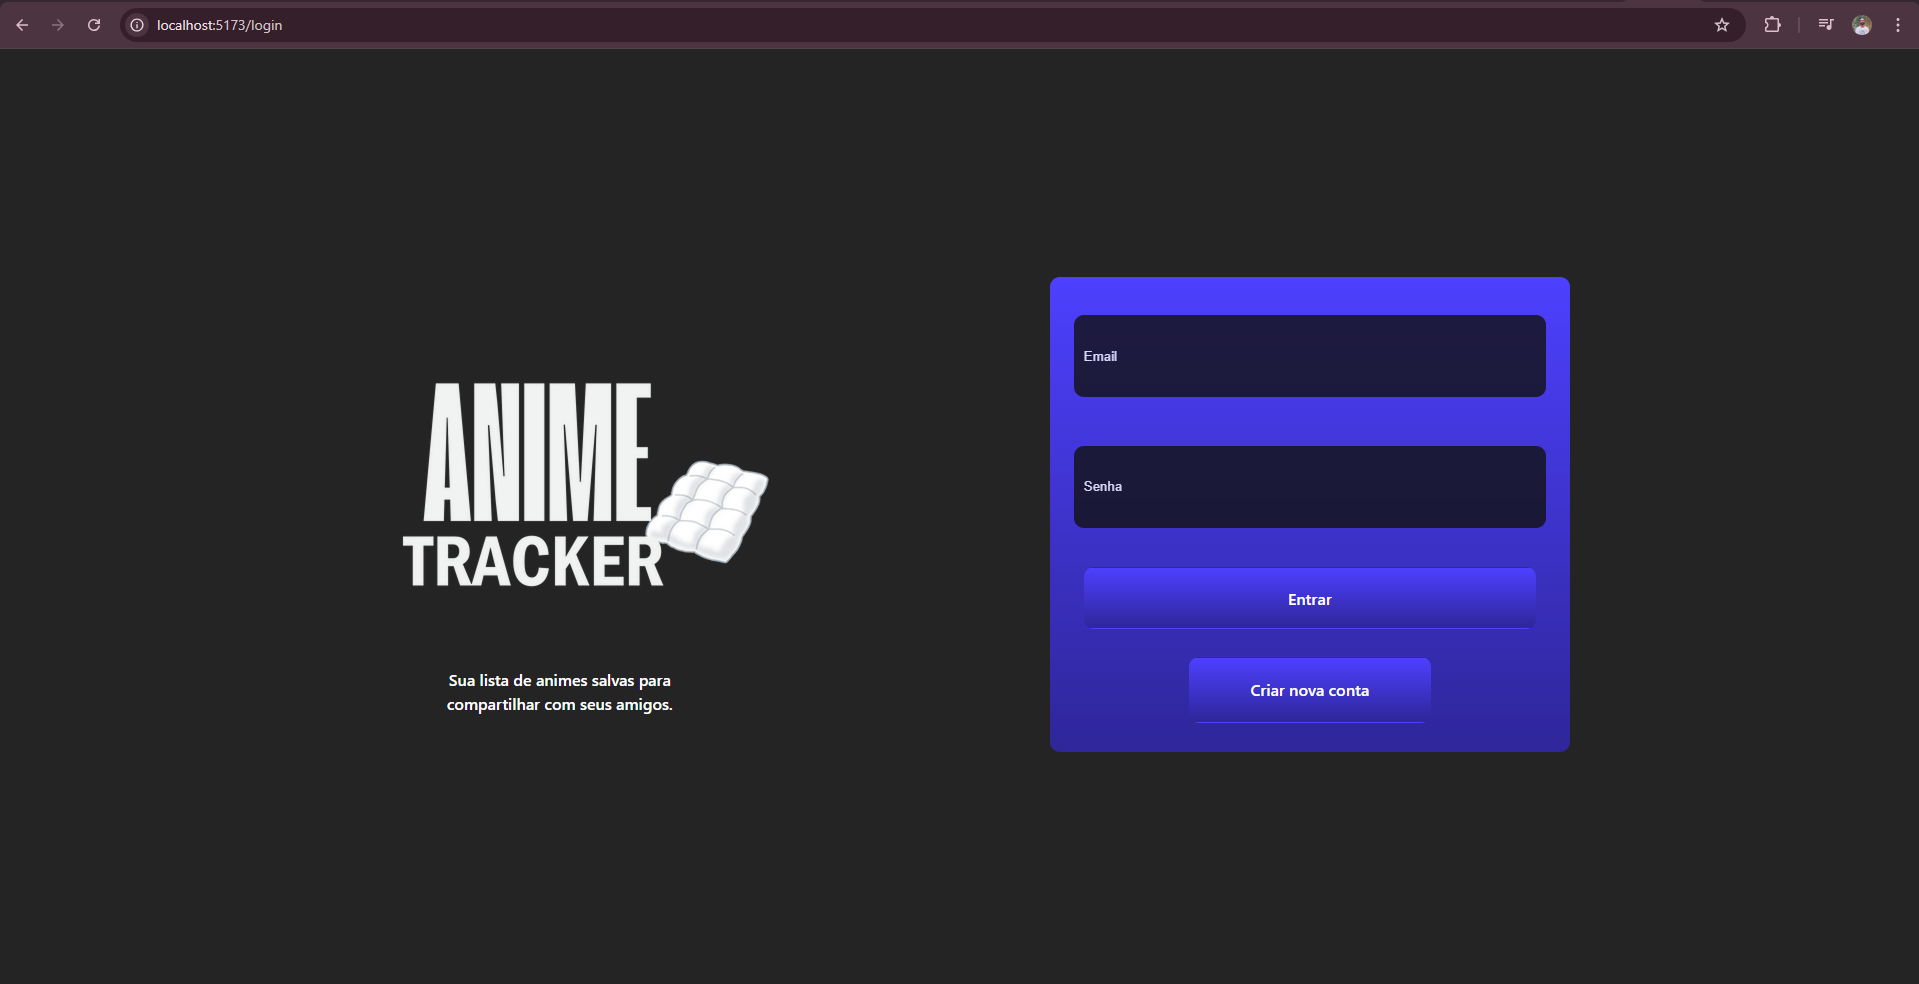 localhost:5173/login
ANIME
TRACKER
Sua lista de animes salvas para
compartilhar com seus amigos.
Email
Senha
Entrar
Criar nova conta